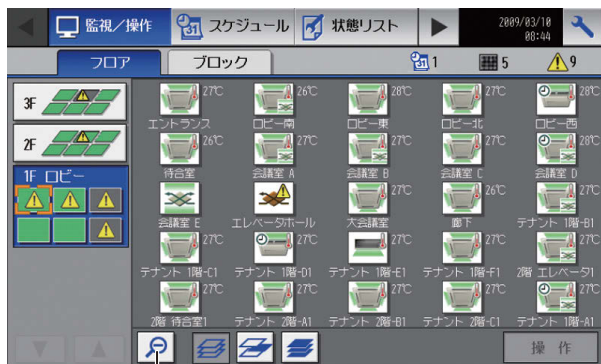 監視／操作 スケジュール 状態リスト 2009/03/10
08:44
フロア ブロック 1 5 9
3F
2F
1F ロビー
27℃ 26℃ 28℃ 27℃ 28℃
エントランス ロビー南 ロビー東 ロビー北 ロビー西
26℃ 27℃ 27℃ 27℃ 28℃
待合室 会議室 A 会議室 B 会議室 C 会議室 D
27℃ 26℃ 27℃
会議室 E エレベータホール 大会議室 廊下 テナント 1階-B1
27℃ 27℃ 27℃ 27℃ 27℃
テナント 1階-C1 テナント 1階-D1 テナント 1階-E1 テナント 1階-F1 2階 エレベータ1
27℃ 27℃ 27℃ 27℃ 27℃
2階 待合室1 テナント 2階-A1 テナント 2階-B1 テナント 2階-C1 テナント 1階-A1
操 作